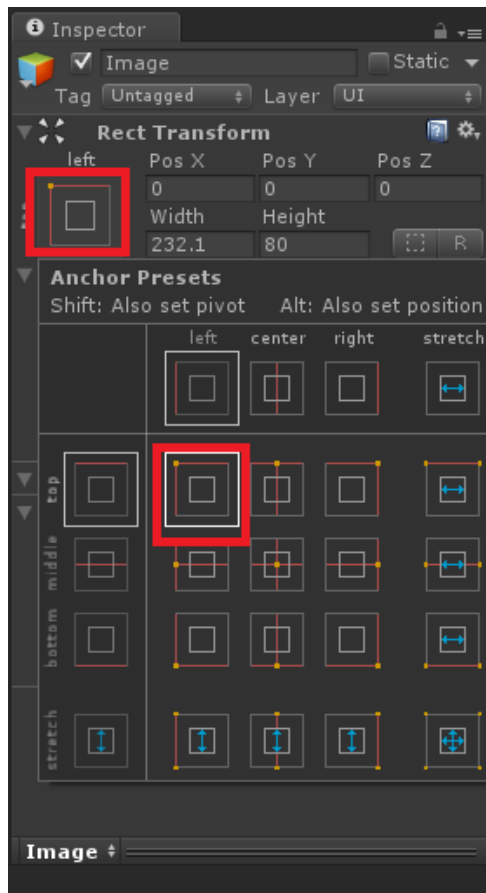 Inspector
Image Static
Tag Untagged Layer UI
Rect Transform
left Pos X Pos Y Pos Z
0 0 0
Width Height
232.1 80 R
Anchor Presets
Shift: Also set pivot Alt: Also set position
left center right stretch
top
middle
bottom
stretch
Image